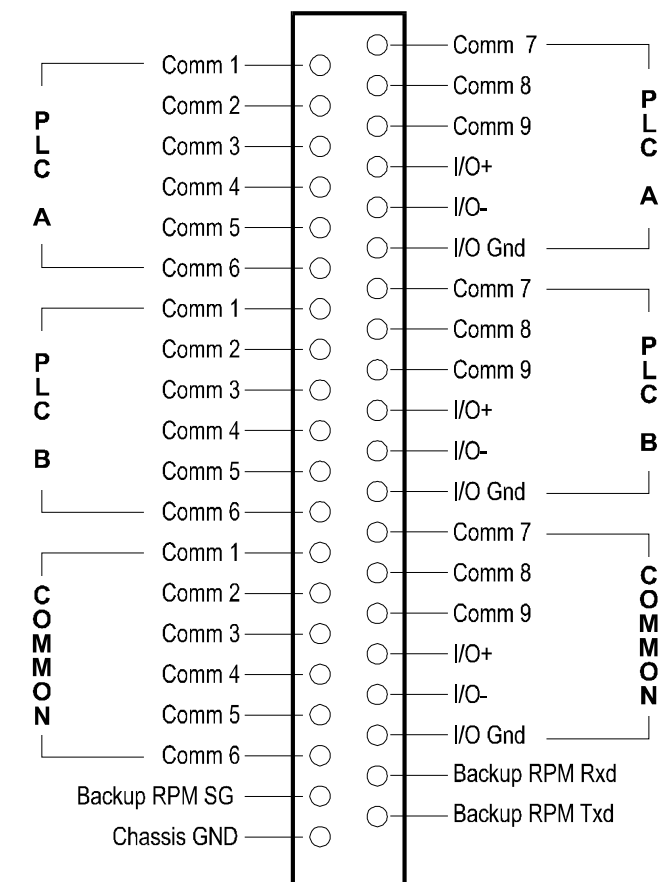 PLC A
Comm 1
Comm 2
Comm 3
Comm 4
Comm 5
Comm 6
PLC B
Comm 1
Comm 2
Comm 3
Comm 4
Comm 5
Comm 6
COMMON
Comm 1
Comm 2
Comm 3
Comm 4
Comm 5
Comm 6
Backup RPM SG
Chassis GND
Comm 7
Comm 8
Comm 9
I/O+
I/O-
I/O Gnd
PLC A
Comm 7
Comm 8
Comm 9
I/O+
I/O-
I/O Gnd
PLC B
Comm 7
Comm 8
Comm 9
I/O+
I/O-
I/O Gnd
COMMON
Backup RPM Rxd
Backup RPM Txd